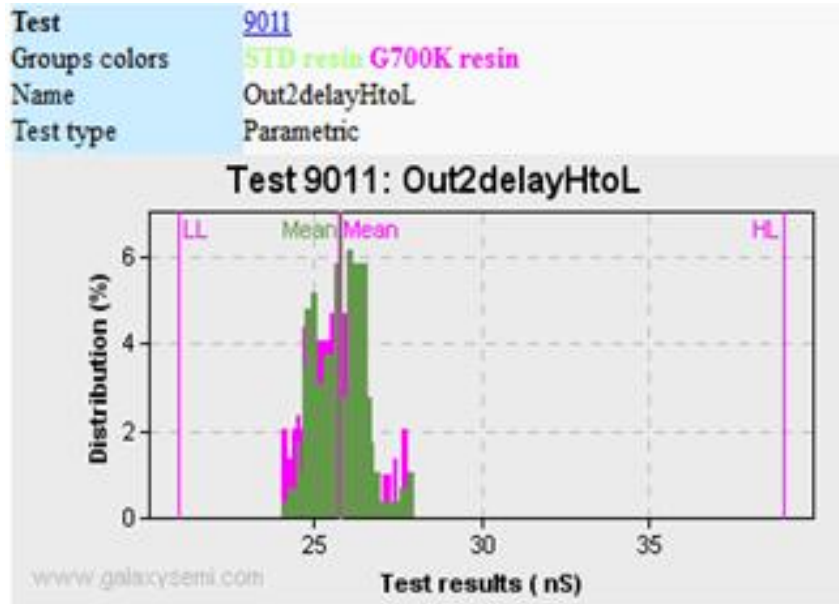 Test 9011
Groups colors STD resin G700K resin
Name Out2delayHtoL
Test type Parametric
Test 9011: Out2delayHtoL
LL Mean Mean HL
6
4
2
0
Distribution (%)
25 30 35
www.galaxysemi.com
Test results ( nS)